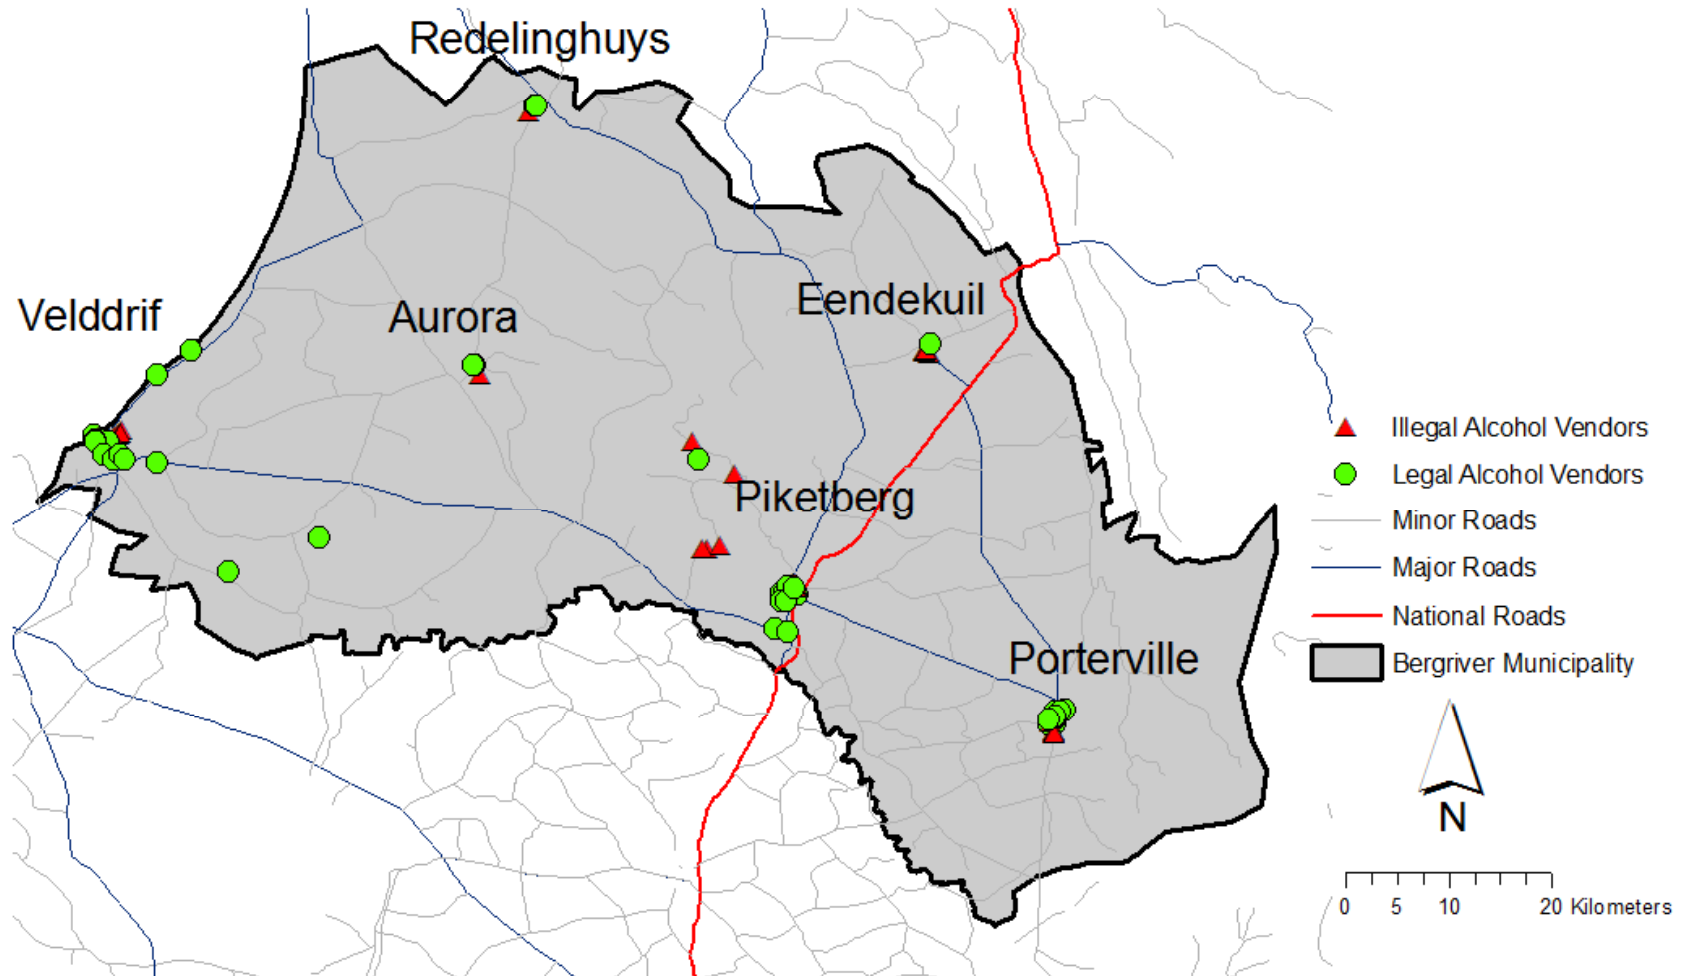 Redelinghuys
Velddrif
Aurora
Eendekuil
Piketberg
Porterville
Illegal Alcohol Vendors
Legal Alcohol Vendors
Minor Roads
Major Roads
National Roads
Bergriver Municipality
N
0 5 10 20 Kilometers